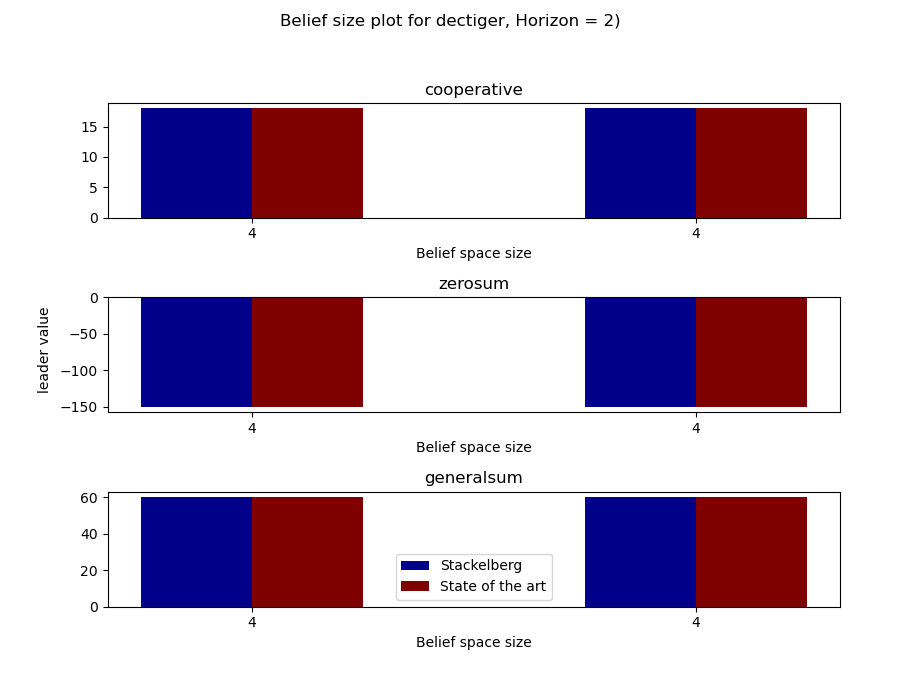 Belief size plot for dectiger, Horizon = 2)
cooperative
15
10
5
0
4 4
Belief space size
zerosum
leader value
0
−50
−100
−150
4 4
Belief space size
generalsum
60
40
20
0
Stackelberg
State of the art
4 4
Belief space size